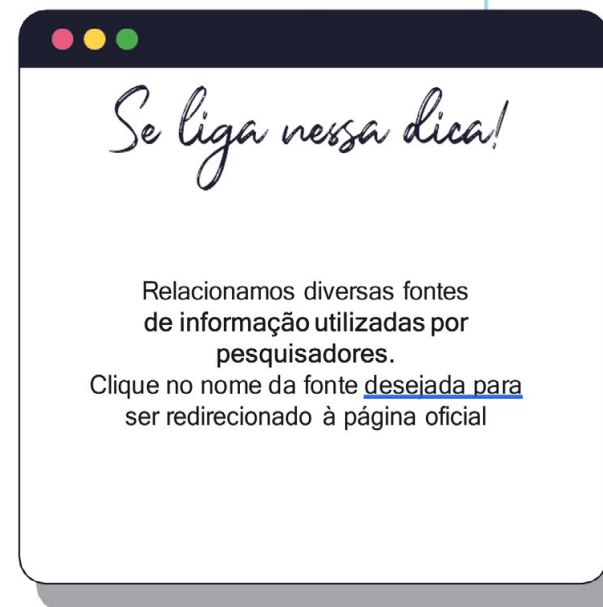 Se liga nessa dica!
Relacionamos diversas fontes
de informação utilizadas por
pesquisadores.
Clique no nome da fonte desejada para
ser redirecionado à página oficial